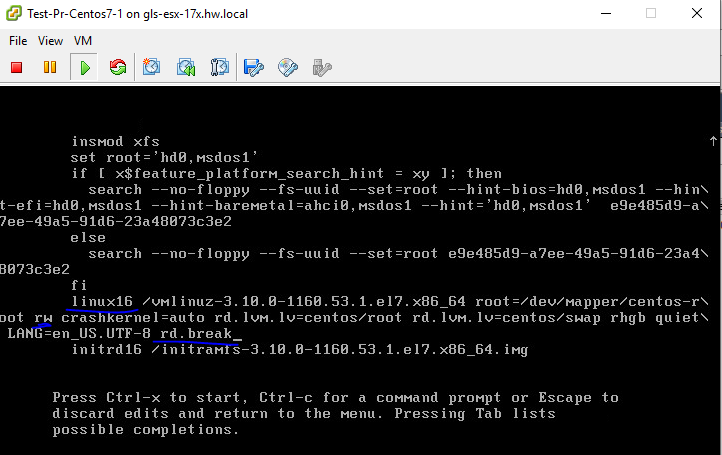 Test-Pr-Centos7-1 on gls-esx-17x.hw.local
File View VM
insmod xfs
set root='hd0,msdos1'
if [ x$feature_platform_search_hint = xy ]; then
search --no-floppy --fs-uuid --set=root --hint-bios=hd0,msdos1 --hin\
t-efi=hd0,msdos1 --hint-baremetal=ahci0,msdos1 --hint='hd0,msdos1' e9e485d9-a\
7ee-49a5-91d6-23a48073c3e2
else
search --no-floppy --fs-uuid --set=root e9e485d9-a7ee-49a5-91d6-23a4\
8073c3e2
fi
linux16 /vmlinuz-3.10.0-1160.53.1.el7.x86_64 root=/dev/mapper/centos-r\
oot rw crashkernel=auto rd.lvm.lv=centos/root rd.lvm.lv=centos/swap rhgb quiet\
LANG=en_US.UTF-8 rd.break_
initrd16 /initramfs-3.10.0-1160.53.1.el7.x86_64.img
Press Ctrl-x to start, Ctrl-c for a command prompt or Escape to
discard edits and return to the menu. Pressing Tab lists
possible completions.